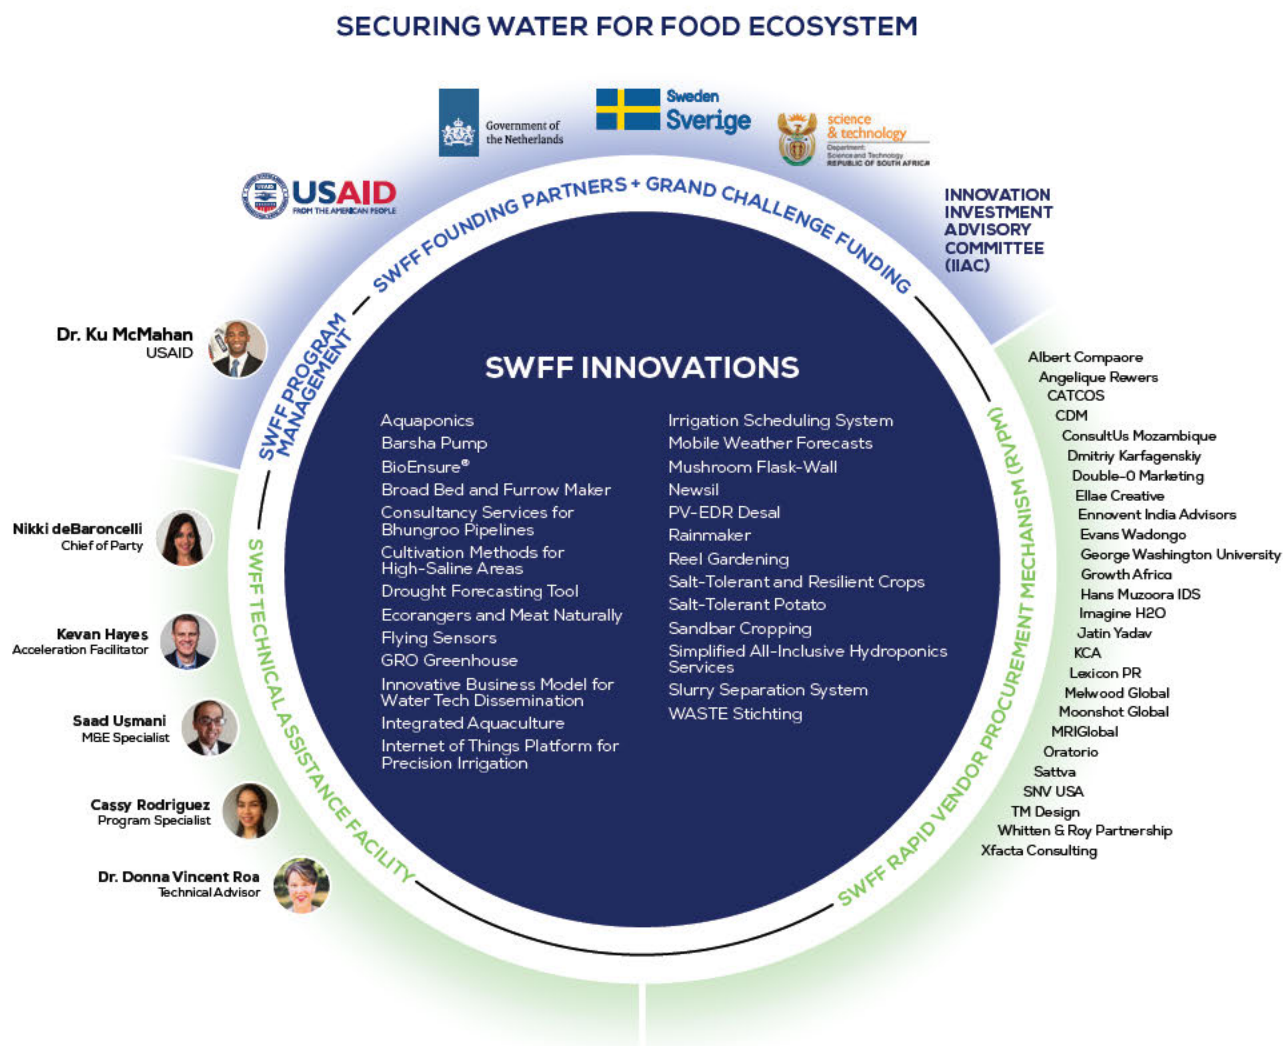 SECURING WATER FOR FOOD ECOSYSTEM
USAID
FROM THE AMERICAN PEOPLE
Government of
the Netherlands
Sweden
Sverige
science
& technology
Department:
Science and Technology
REPUBLIC OF SOUTH AFRICA
INNOVATION
INVESTMENT
ADVISORY
COMMITTEE
(IIAC)
SWFF FOUNDING PARTNERS + GRAND CHALLENGE FUNDING
SWFF PROGRAM
MANAGEMENT
Dr. Ku McMahan
USAID
SWFF TECHNICAL ASSISTANCE FACILITY
Nikki deBaroncelli
Chief of Party
Kevan Hayes
Acceleration Facilitator
Saad Usmani
M&E Specialist
Cassy Rodriguez
Program Specialist
Dr. Donna Vincent Roa
Technical Advisor
SWFF INNOVATIONS
Aquaponics
Barsha Pump
BioEnsure®
Broad Bed and Furrow Maker
Consultancy Services for
Bhungroo Pipelines
Cultivation Methods for
High-Saline Areas
Drought Forecasting Tool
Ecorangers and Meat Naturally
Flying Sensors
GRO Greenhouse
Innovative Business Model for
Water Tech Dissemination
Integrated Aquaculture
Internet of Things Platform for
Precision Irrigation
Irrigation Scheduling System
Mobile Weather Forecasts
Mushroom Flask-Wall
Newsil
PV-EDR Desal
Rainmaker
Reel Gardening
Salt-Tolerant and Resilient Crops
Salt-Tolerant Potato
Sandbar Cropping
Simplified All-Inclusive Hydroponics
Services
Slurry Separation System
WASTE Stichting
SWFF RAPID VENDOR PROCUREMENT MECHANISM (RVPM)
Albert Compaore
Angelique Rewers
CATCOS
CDM
ConsultUs Mozambique
Dmitriy Karfagenskiy
Double-O Marketing
Ellae Creative
Ennovent India Advisors
Evans Wadongo
George Washington University
Growth Africa
Hans Muzoora IDS
Imagine H2O
Jatin Yadav
KCA
Lexicon PR
Melwood Global
Moonshot Global
MRIGlobal
Oratorio
Sattva
SNV USA
TM Design
Whitten & Roy Partnership
Xfacta Consulting